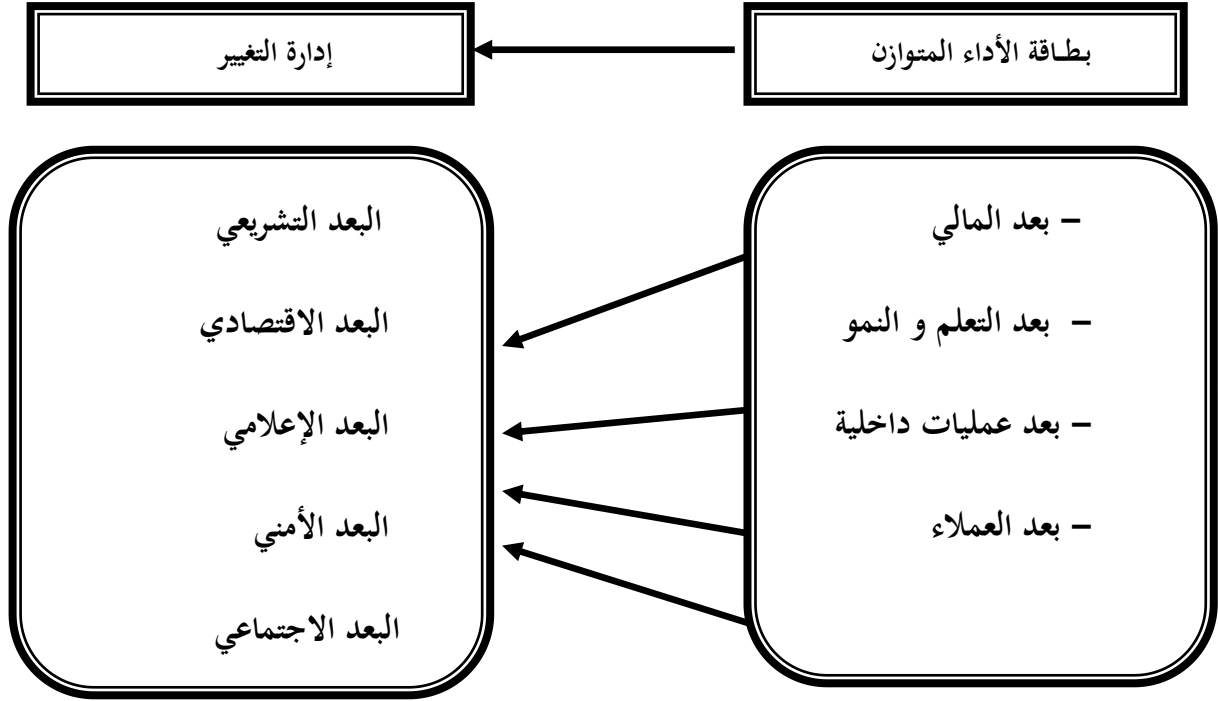 بطاقة الأداء المتوازن
إدارة التغيير
– بعد المالي
– بعد التعلم و النمو
– بعد عمليات داخلية
– بعد العملاء
البعد التشريعي
البعد الاقتصادي
البعد الإعلامي
البعد الأمني
البعد الاجتماعي